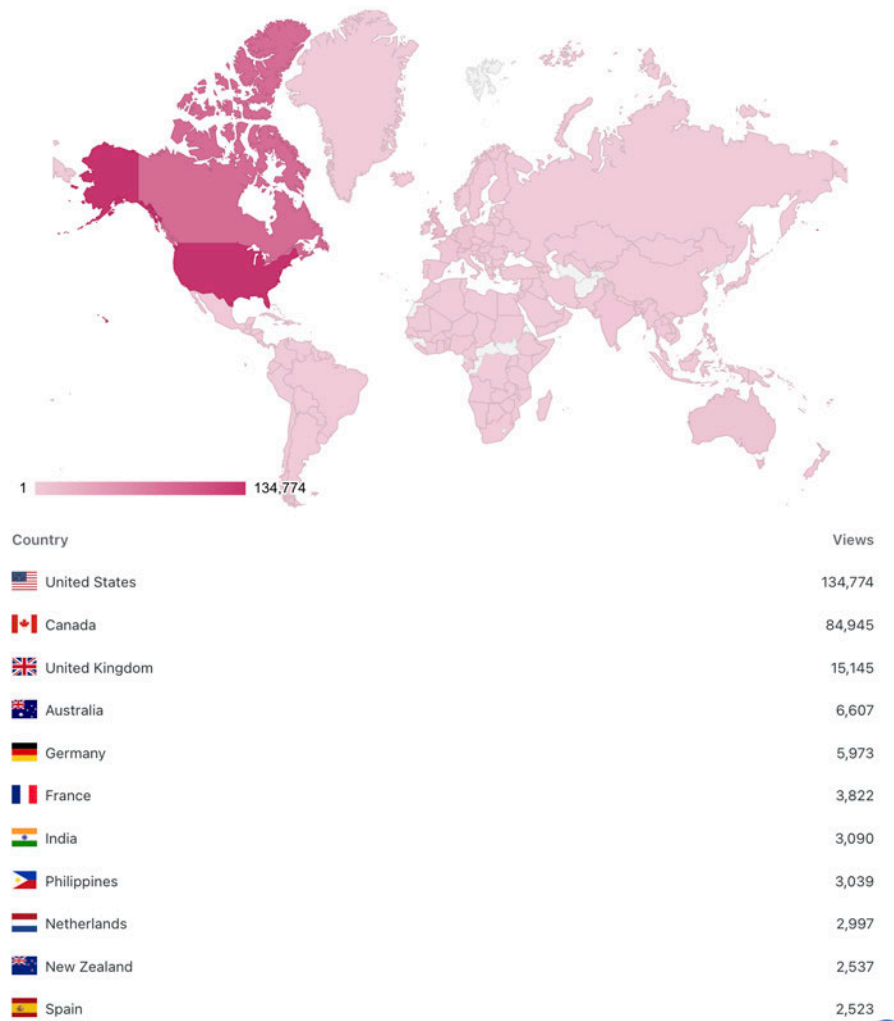 1 134,774
Country Views
United States 134,774
Canada 84,945
United Kingdom 15,145
Australia 6,607
Germany 5,973
France 3,822
India 3,090
Philippines 3,039
Netherlands 2,997
New Zealand 2,537
Spain 2,523